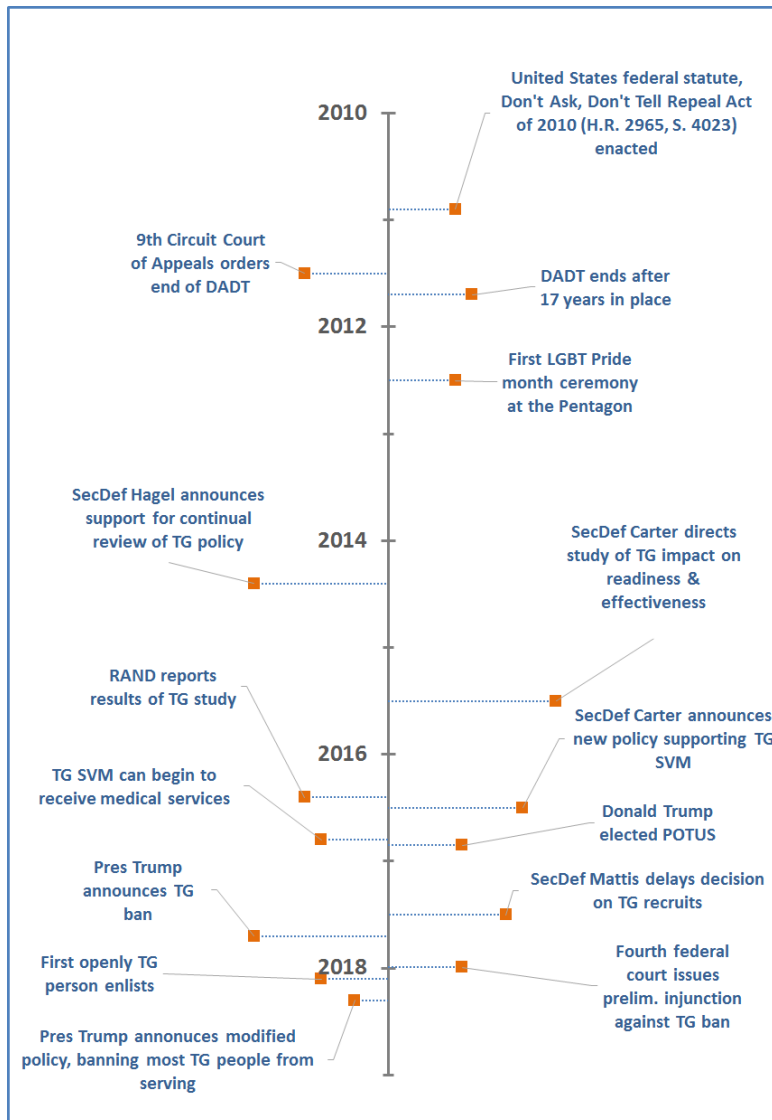 United States federal statute,
Don't Ask, Don't Tell Repeal Act
of 2010 (H.R. 2965, S. 4023)
enacted
2010
9th Circuit Court
of Appeals orders
end of DADT
DADT ends after
17 years in place
2012
First LGBT Pride
month ceremony
at the Pentagon
SecDef Hagel announces
support for continual
review of TG policy
2014
SecDef Carter directs
study of TG impact on
readiness &
effectiveness
RAND reports
results of TG study
SecDef Carter announces
new policy supporting TG
SVM
2016
TG SVM can begin to
receive medical services
Donald Trump
elected POTUS
Pres Trump
announces TG
ban
SecDef Mattis delays decision
on TG recruits
First openly TG
person enlists
2018
Fourth federal
court issues
prelim. injunction
against TG ban
Pres Trump annonuces modified
policy, banning most TG people from
serving